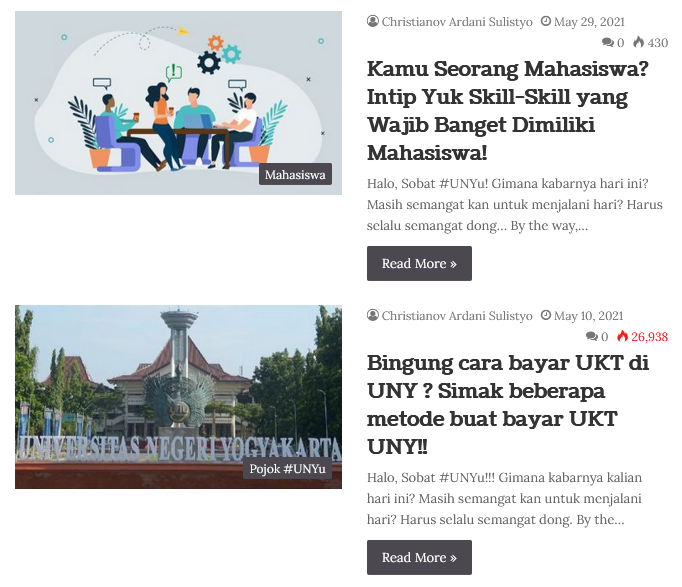 Mahasiswa
Christianov Ardani Sulistyo May 29, 2021
0 430
Kamu Seorang Mahasiswa?
Intip Yuk Skill-Skill yang
Wajib Banget Dimiliki
Mahasiswa!
Halo, Sobat #UNYu! Gimana kabarnya hari ini?
Masih semangat kan untuk menjalani hari? Harus
selalu semangat dong… By the way,…
Read More »
UNIVERSITAS NEGERI YOGYAKARTA
Pojok #UNYu
Christianov Ardani Sulistyo May 10, 2021
0 26,938
Bingung cara bayar UKT di
UNY ? Simak beberapa
metode buat bayar UKT
UNY!!
Halo, Sobat #UNYu!!! Gimana kabarnya kalian
hari ini? Masih semangat kan untuk menjalani
hari? Harus selalu semangat dong. By the…
Read More »